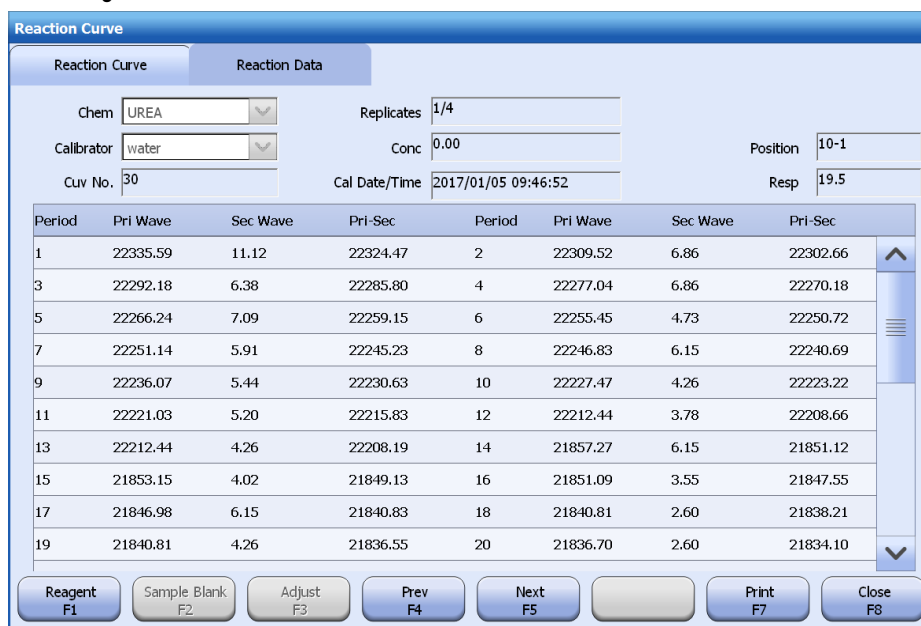 Reaction Curve
Reaction Curve Reaction Data
Chem UREA Replicates 1/4
Calibrator water Conc 0.00 Position 10-1
Cuv No. 30 Cal Date/Time 2017/01/05 09:46:52 Resp 19.5
Period Pri Wave Sec Wave Pri-Sec Period Pri Wave Sec Wave Pri-Sec
1 22335.59 11.12 22324.47 2 22309.52 6.86 22302.66
3 22292.18 6.38 22285.80 4 22277.04 6.86 22270.18
5 22266.24 7.09 22259.15 6 22255.45 4.73 22250.72
7 22251.14 5.91 22245.23 8 22246.83 6.15 22240.69
9 22236.07 5.44 22230.63 10 22227.47 4.26 22223.22
11 22221.03 5.20 22215.83 12 22212.44 3.78 22208.66
13 22212.44 4.26 22208.19 14 21857.27 6.15 21851.12
15 21853.15 4.02 21849.13 16 21851.09 3.55 21847.55
17 21846.98 6.15 21840.83 18 21840.81 2.60 21838.21
19 21840.81 4.26 21836.55 20 21836.70 2.60 21834.10
Reagent Sample Blank Adjust Prev Next Print Close
F1 F2 F3 F4 F5 F7 F8